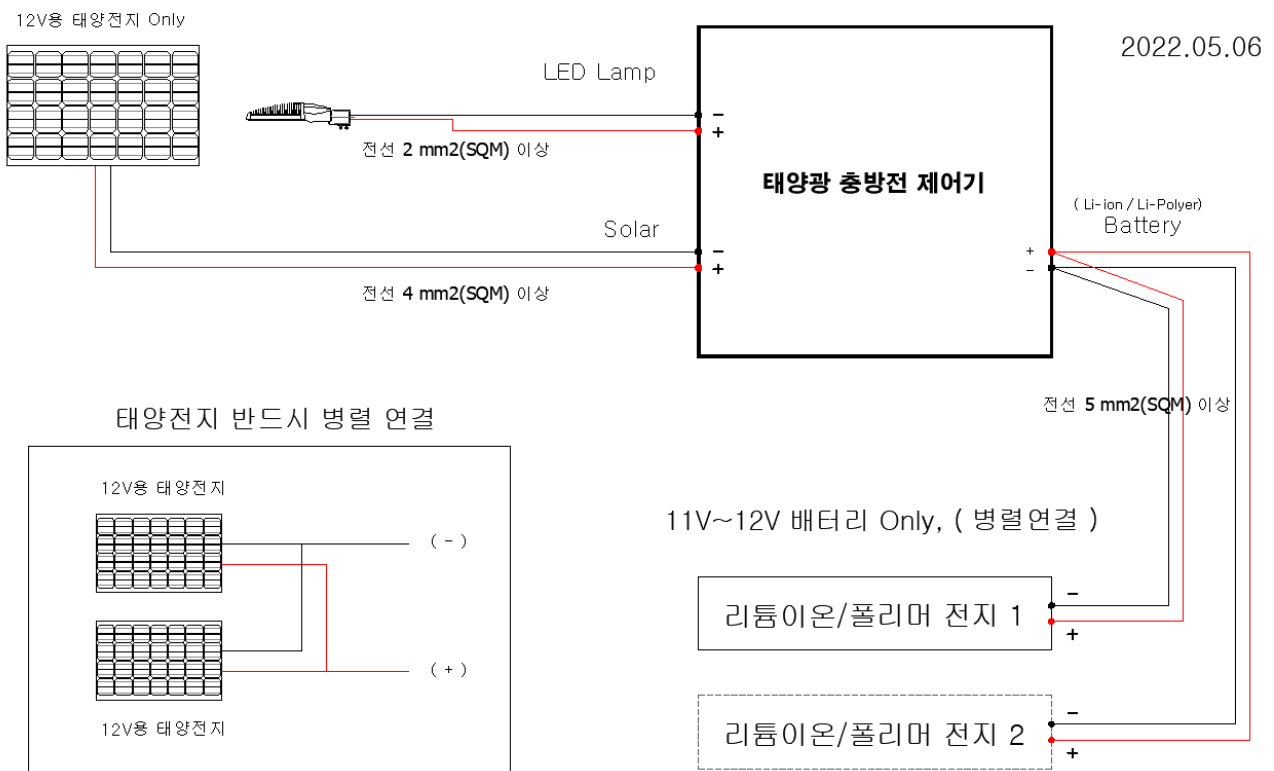 12V용 태양전지 Only
2022.05.06
LED Lamp
−
+
전선 2 mm2(SQM) 이상
태양광 충방전 제어기
( Li-ion / Li-Polyer)
Battery
Solar
−
+
+
−
전선 4 mm2(SQM) 이상
전선 5 mm2(SQM) 이상
태양전지 반드시 병렬 연결
12V용 태양전지
( - )
( + )
12V용 태양전지
11V~12V 배터리 Only, ( 병렬연결 )
리튬이온/폴리머 전지 1
−
+
리튬이온/폴리머 전지 2
−
+